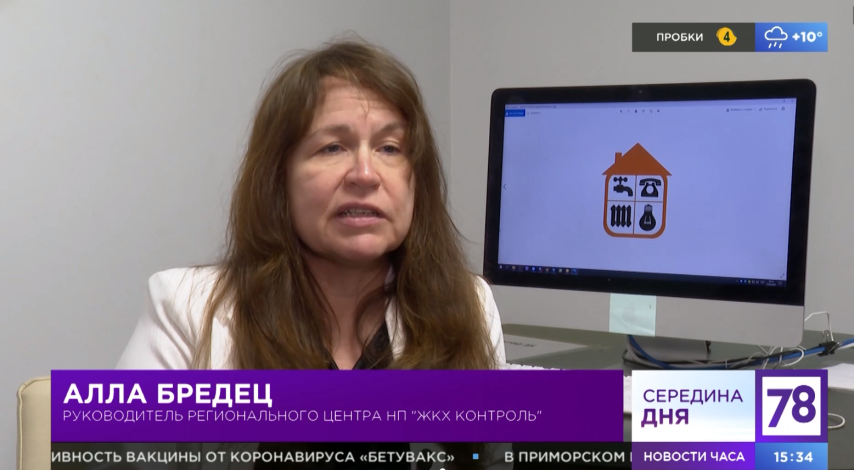 ПРОБКИ 4 +10°
АЛЛА БРЕДЕЦ
РУКОВОДИТЕЛЬ РЕГИОНАЛЬНОГО ЦЕНТРА НП "ЖКХ КОНТРОЛЬ"
СЕРЕДИНА
ДНЯ
78
ИВНОСТЬ ВАКЦИНЫ ОТ КОРОНАВИРУСА «БЕТУВАКС» • В ПРИМОРСКОМ
НОВОСТИ ЧАСА 15:34